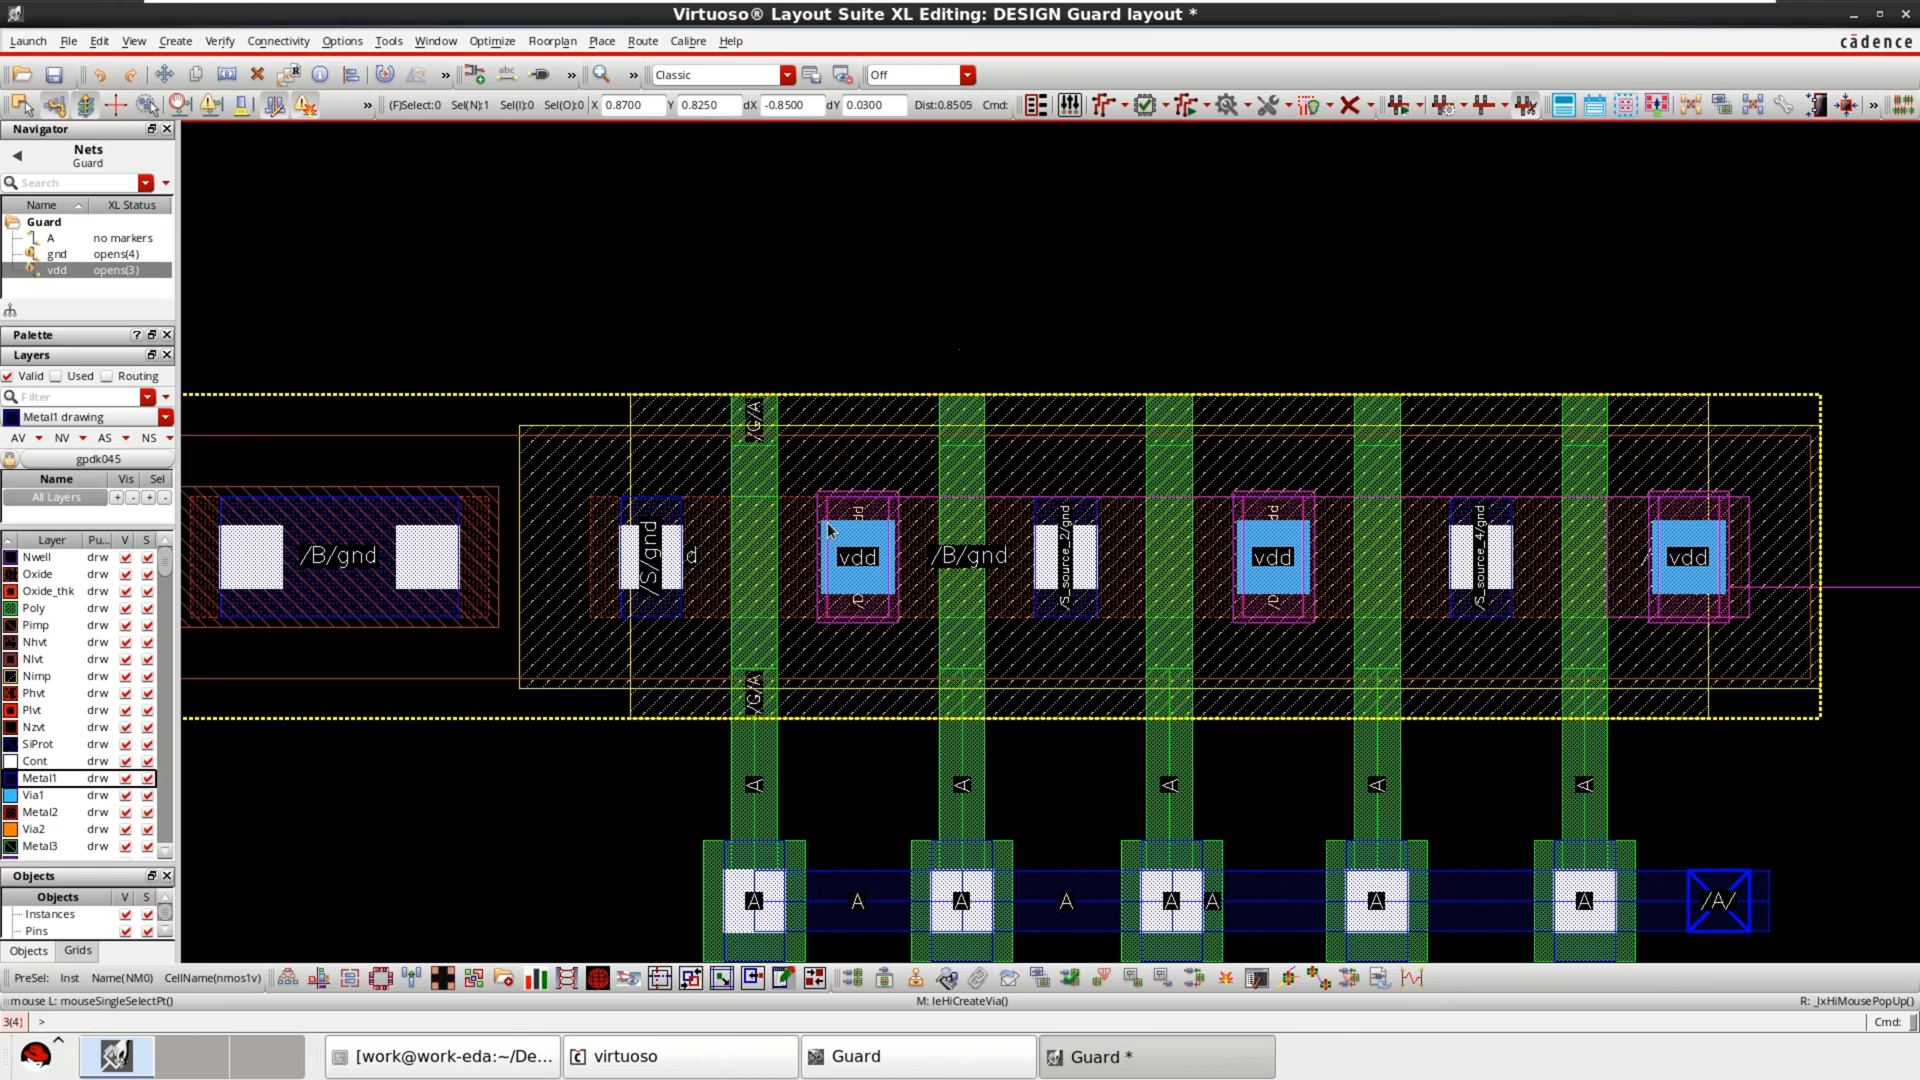 Virtuoso® Layout Suite XL Editing: DESIGN Guard layout *
Launch File Edit View Create Verify Connectivity Options Tools Window Optimize Floorplan Place Route Calibre Help
cādence
» » » Classic Off
» (F)Select:0 Sel(N):1 Sel(I):0 Sel(O):0 X 0.8700 Y 0.8250 dX -0.8500 dY 0.0300 Dist:0.8505 Cmd: »
Navigator
Nets
Guard
Search
Name XL Status
Guard
A no markers
gnd opens(4)
vdd opens(3)
Palette ?
Layers
Valid Used Routing
Filter
Metal1 drawing
AV NV AS NS
gpdk045
Name Vis Sel
All Layers + - + -
Layer Pu... V S
Nwell drw
Oxide drw
Oxide_thk drw
Poly drw
Pimp drw
Nhvt drw
Nlvt drw
Nimp drw
Phvt drw
Plvt drw
Nzvt drw
SiProt drw
Cont drw
Metal1 drw
Via1 drw
Metal2 drw
Via2 drw
Metal3 drw
Objects
Objects V S
Instances
Pins
Objects Grids
/G/A
/B/gnd /S/gnd d vdd /B/gnd /S_source_2/gnd vdd /S_source_4/gnd / vdd
/D /D
/G/A
A A A A A
A A A A A A A A /A/
PreSel: Inst Name(NM0) CellName(nmos1v)
mouse L: mouseSingleSelectPt() M: leHiCreateVia() R: _lxHiMousePopUp()
3(4) > Cmd:
[work@work-eda:~/De... virtuoso Guard Guard *